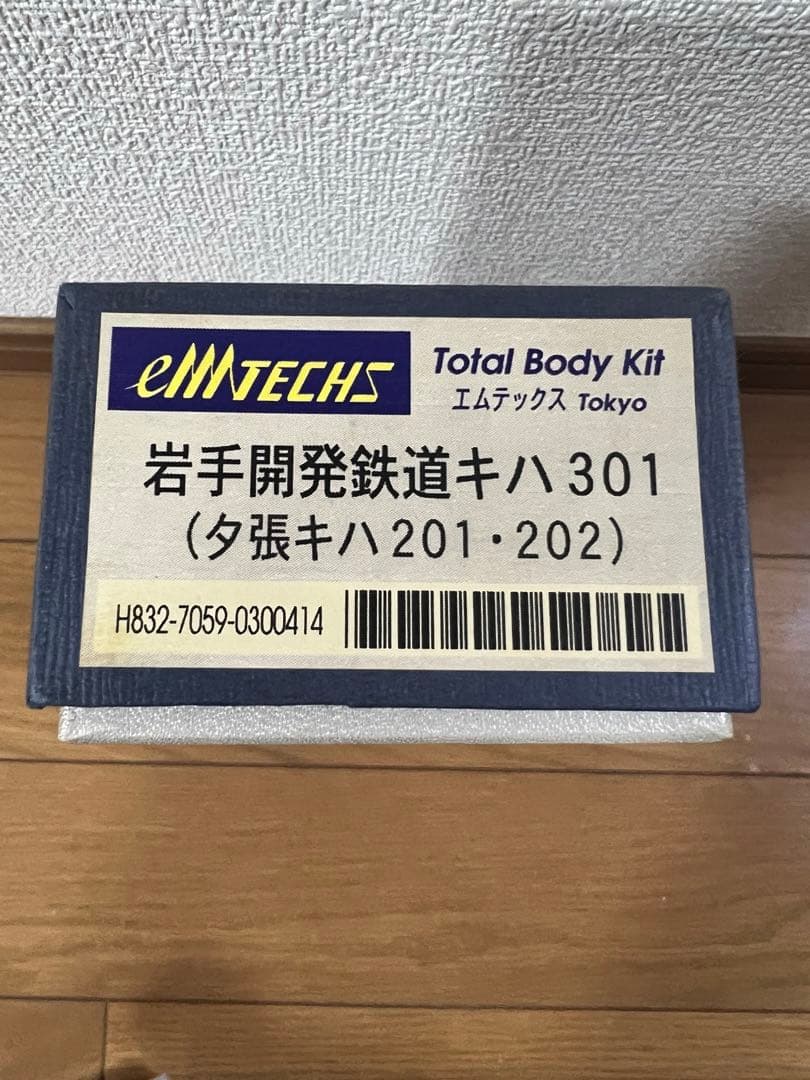 eMTECHS
Total Body Kit
エムテックス Tokyo
岩手開発鉄道キハ301
(夕張キハ201・202)
H832-7059-0300414